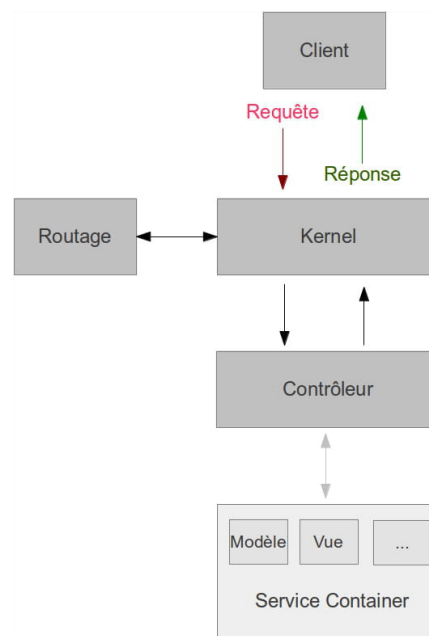 Client
Requête
Réponse
Routage
Kernel
Contrôleur
Modèle
Vue
...
Service Container